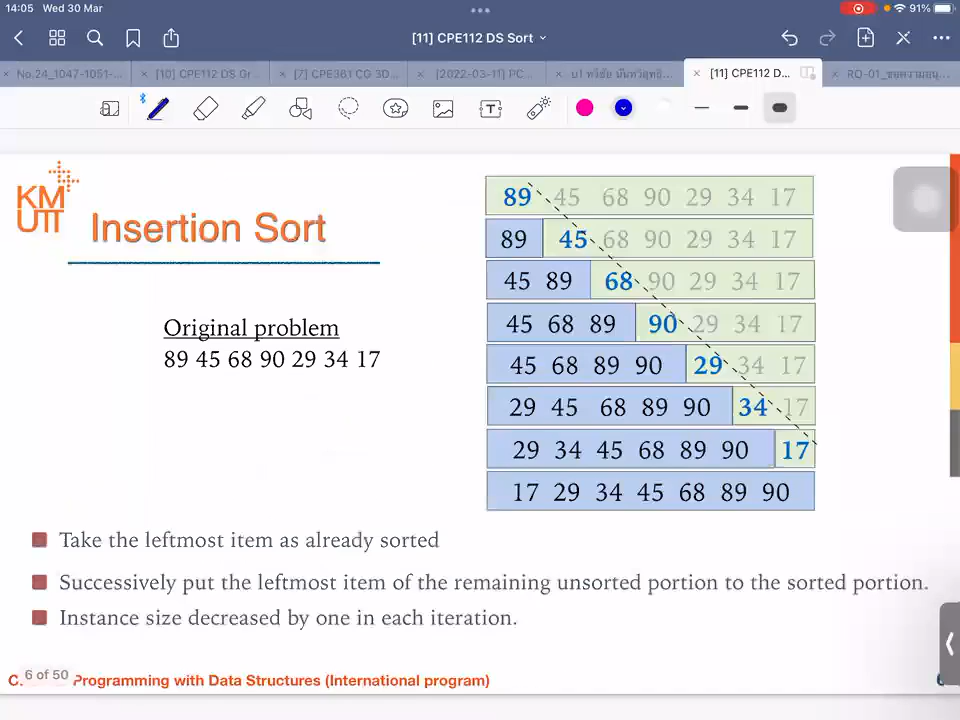 14:05 Wed 30 Mar
91%
[11] CPE112 DS Sort
No.24_1047-1051-...
[10] CPE112 DS Gr...
[7] CPE361 CG 3D...
[2022-03-11] PC...
[11] CPE112 D...
T
KM
UTT
Insertion Sort
Original problem
89 45 68 90 29 34 17
89 45 68 90 29 34 17
89 45 68 90 29 34 17
45 89 68 90 29 34 17
45 68 89 90 29 34 17
45 68 89 90 29 34 17
29 45 68 89 90 34 17
29 34 45 68 89 90 17
17 29 34 45 68 89 90
Take the leftmost item as already sorted
Successively put the leftmost item of the remaining unsorted portion to the sorted portion.
Instance size decreased by one in each iteration.
6 of 50
Programming with Data Structures (International program)